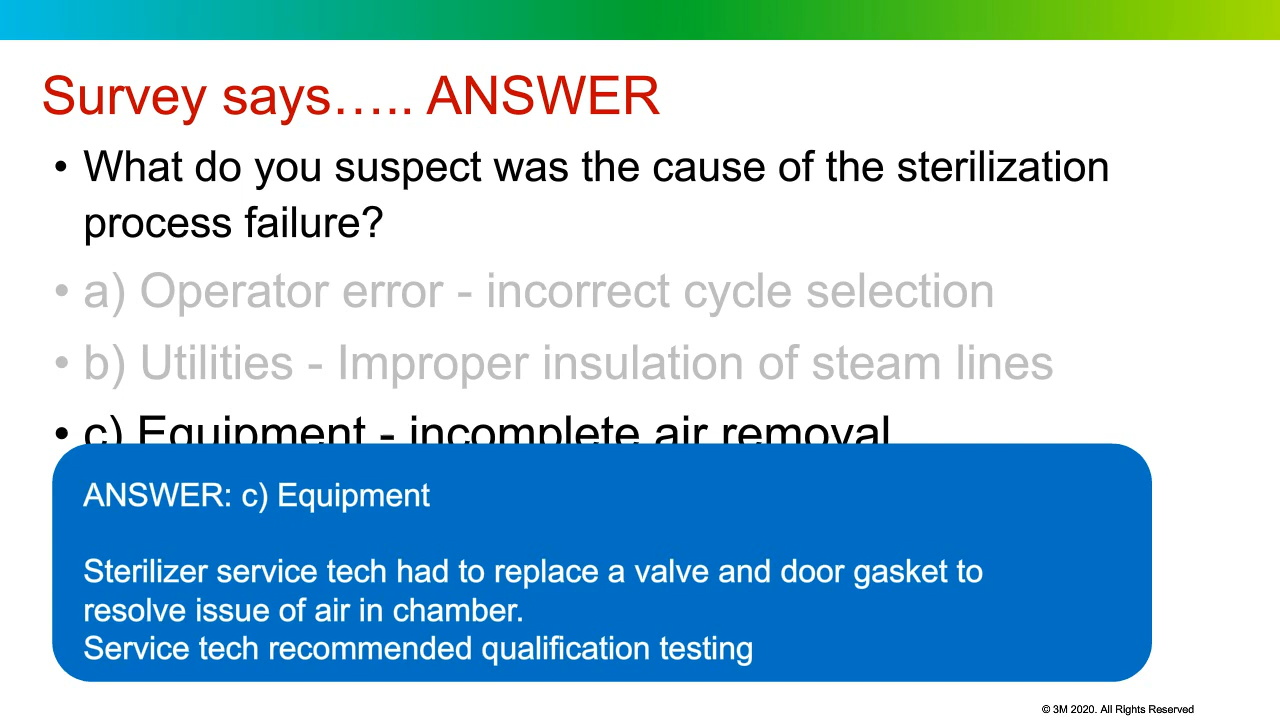 Survey says….. ANSWER
• What do you suspect was the cause of the sterilization
process failure?
• a) Operator error - incorrect cycle selection
• b) Utilities - Improper insulation of steam lines
• c) Equipment - incomplete air removal
ANSWER: c) Equipment
Sterilizer service tech had to replace a valve and door gasket to
resolve issue of air in chamber.
Service tech recommended qualification testing
© 3M 2020. All Rights Reserved